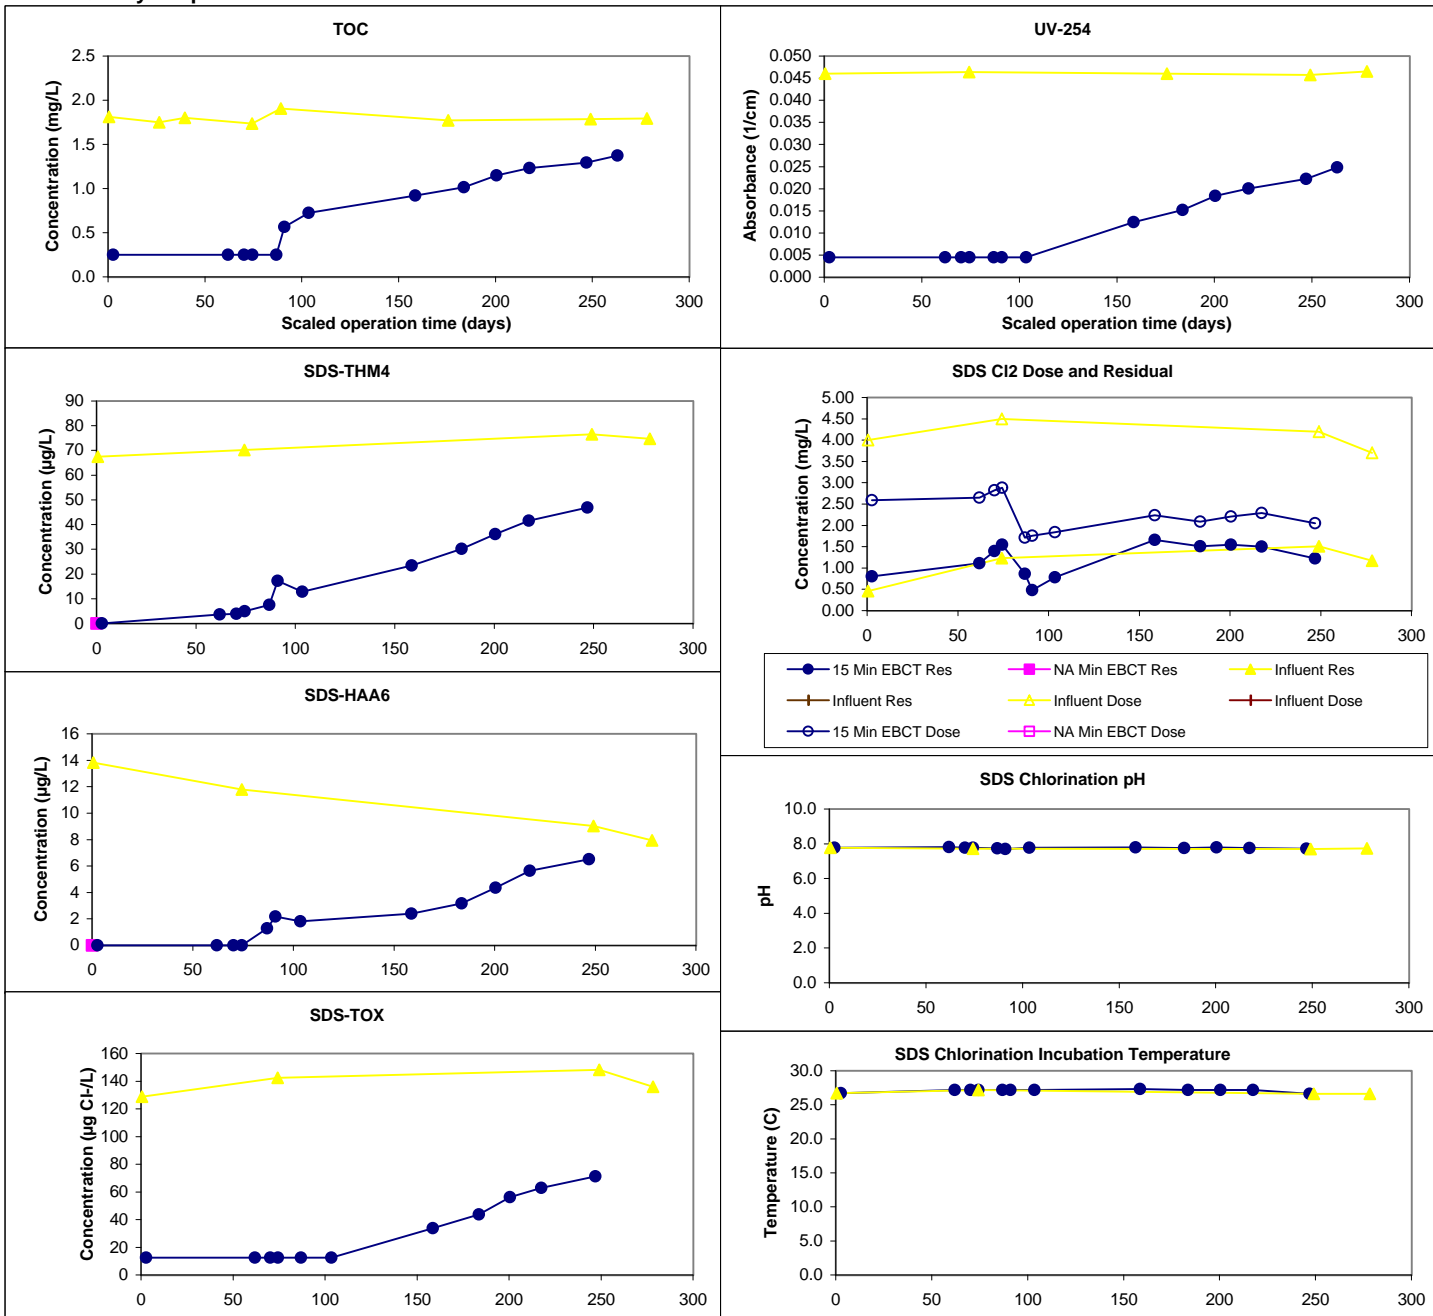 TOC
Concentration (mg/L)
2.5
2.0
1.5
1.0
0.5
0.0
0 50 100 150 200 250 300
Scaled operation time (days)
UV-254
Absorbance (1/cm)
0.050
0.045
0.040
0.035
0.030
0.025
0.020
0.015
0.010
0.005
0.000
0 50 100 150 200 250 300
Scaled operation time (days)
SDS-THM4
Concentration (µg/L)
90
80
70
60
50
40
30
20
10
0
0 50 100 150 200 250 300
SDS Cl2 Dose and Residual
Concentration (mg/L)
5.00
4.50
4.00
3.50
3.00
2.50
2.00
1.50
1.00
0.50
0.00
0 50 100 150 200 250 300
15 Min EBCT Res NA Min EBCT Res Influent Res
Influent Res Influent Dose Influent Dose
15 Min EBCT Dose NA Min EBCT Dose
SDS-HAA6
Concentration (µg/L)
16
14
12
10
8
6
4
2
0
0 50 100 150 200 250 300
SDS Chlorination pH
pH
10.0
8.0
6.0
4.0
2.0
0.0
0 50 100 150 200 250 300
SDS-TOX
Concentration (µg Cl-/L)
160
140
120
100
80
60
40
20
0
0 50 100 150 200 250 300
SDS Chlorination Incubation Temperature
Temperature (C)
30.0
25.0
20.0
15.0
10.0
5.0
0.0
0 50 100 150 200 250 300